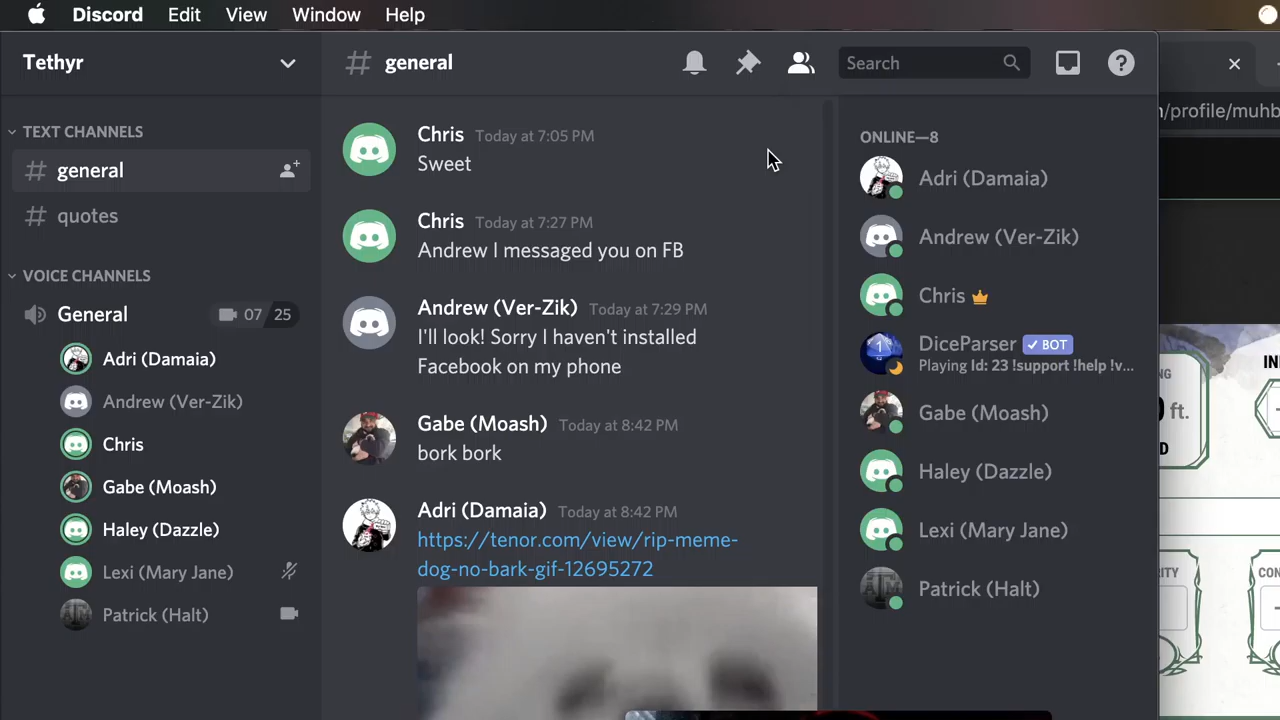 Discord Edit View Window Help
Tethyr
general
Search
TEXT CHANNELS
general
quotes
VOICE CHANNELS
General 07 25
Adri (Damaia)
Andrew (Ver-Zik)
Chris
Gabe (Moash)
Haley (Dazzle)
Lexi (Mary Jane)
Patrick (Halt)
Chris Today at 7:05 PM
Sweet
Chris Today at 7:27 PM
Andrew I messaged you on FB
Andrew (Ver-Zik) Today at 7:29 PM
I'll look! Sorry I haven't installed
Facebook on my phone
Gabe (Moash) Today at 8:42 PM
bork bork
Adri (Damaia) Today at 8:42 PM
https://tenor.com/view/rip-meme-
dog-no-bark-gif-12695272
ONLINE—8
Adri (Damaia)
Andrew (Ver-Zik)
Chris
DiceParser ✓ BOT
Playing Id: 23 !support !help !v...
Gabe (Moash)
Haley (Dazzle)
Lexi (Mary Jane)
Patrick (Halt)
/profile/muhb
ft.